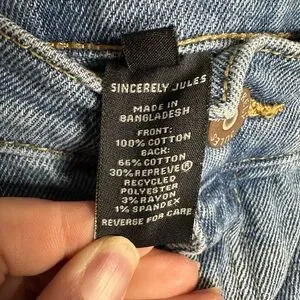 SINCERELY JULES
MADE IN
BANGLADESH
FRONT:
100% COTTON
BACK:
66% COTTON
30% REPREVE®
RECYCLED
POLYESTER
3% RAYON
1% SPANDEX
REVERSE FOR CARE